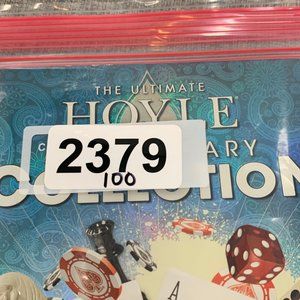 THE ULTIMATE
HOYLE
2379
100
COLLECTION
A